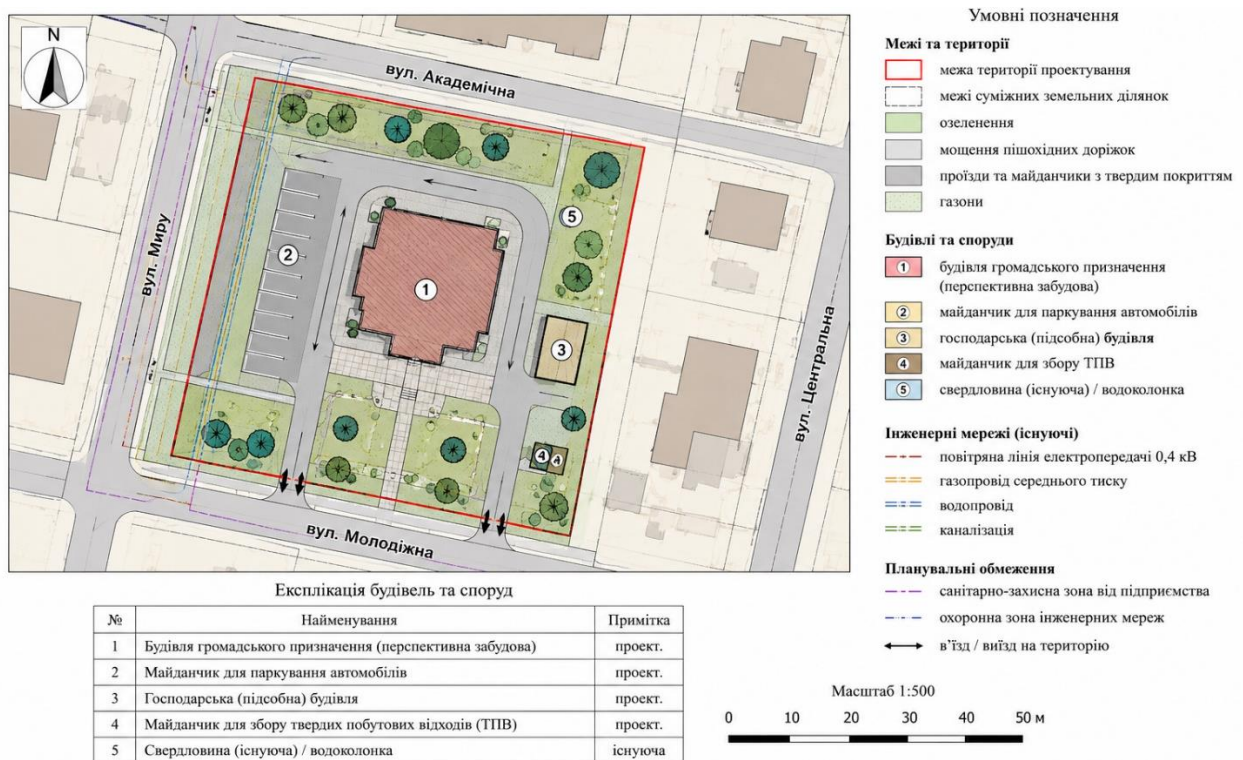 N
вул. Академічна
вул. Миру
вул. Центральна
вул. Молодіжна
1
2
3
4
5
Умовні позначення
Межі та території
межа території проектування
межі суміжних земельних ділянок
озеленення
мощення пішохідних доріжок
проїзди та майданчики з твердим покриттям
газони
Будівлі та споруди
1 будівля громадського призначення
(перспективна забудова)
2 майданчик для паркування автомобілів
3 господарська (підсобна) будівля
4 майданчик для збору ТПВ
5 свердловина (існуюча) / водоколонка
Інженерні мережі (існуючі)
повітряна лінія електропередачі 0,4 кВ
газопровід середнього тиску
водопровід
каналізація
Планувальні обмеження
санітарно-захисна зона від підприємства
охоронна зона інженерних мереж
в’їзд / виїзд на територію
Експлікація будівель та споруд
№ Найменування Примітка
1 Будівля громадського призначення (перспективна забудова) проект.
2 Майданчик для паркування автомобілів проект.
3 Господарська (підсобна) будівля проект.
4 Майданчик для збору твердих побутових відходів (ТПВ) проект.
5 Свердловина (існуюча) / водоколонка існуюча
Масштаб 1:500
0 10 20 30 40 50 м